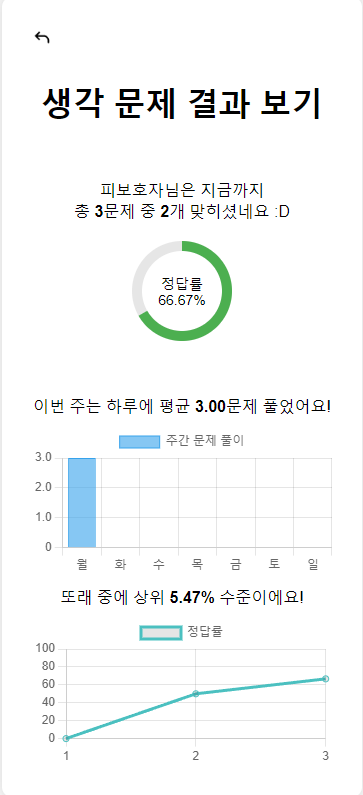 생각 문제 결과 보기
피보호자님은 지금까지
총 3문제 중 2개 맞히셨네요 :D
정답률
66.67%
이번 주는 하루에 평균 3.00문제 풀었어요!
주간 문제 풀이
3.0
2.0
1.0
0
월 화 수 목 금 토 일
또래 중에 상위 5.47% 수준이에요!
정답률
100
80
60
40
20
0
1 2 3